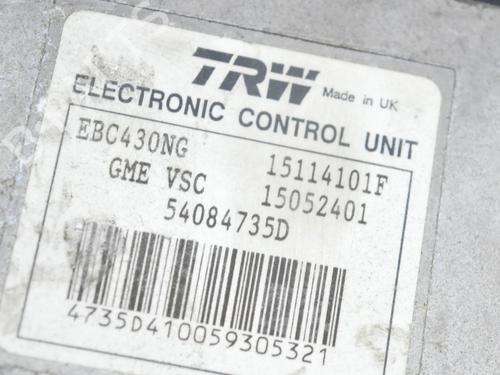 TRW Made in UK
ELECTRONIC CONTROL UNIT
EBC430NG 15114101F
GME VSC 15052401
54084735D
4735D410059305321